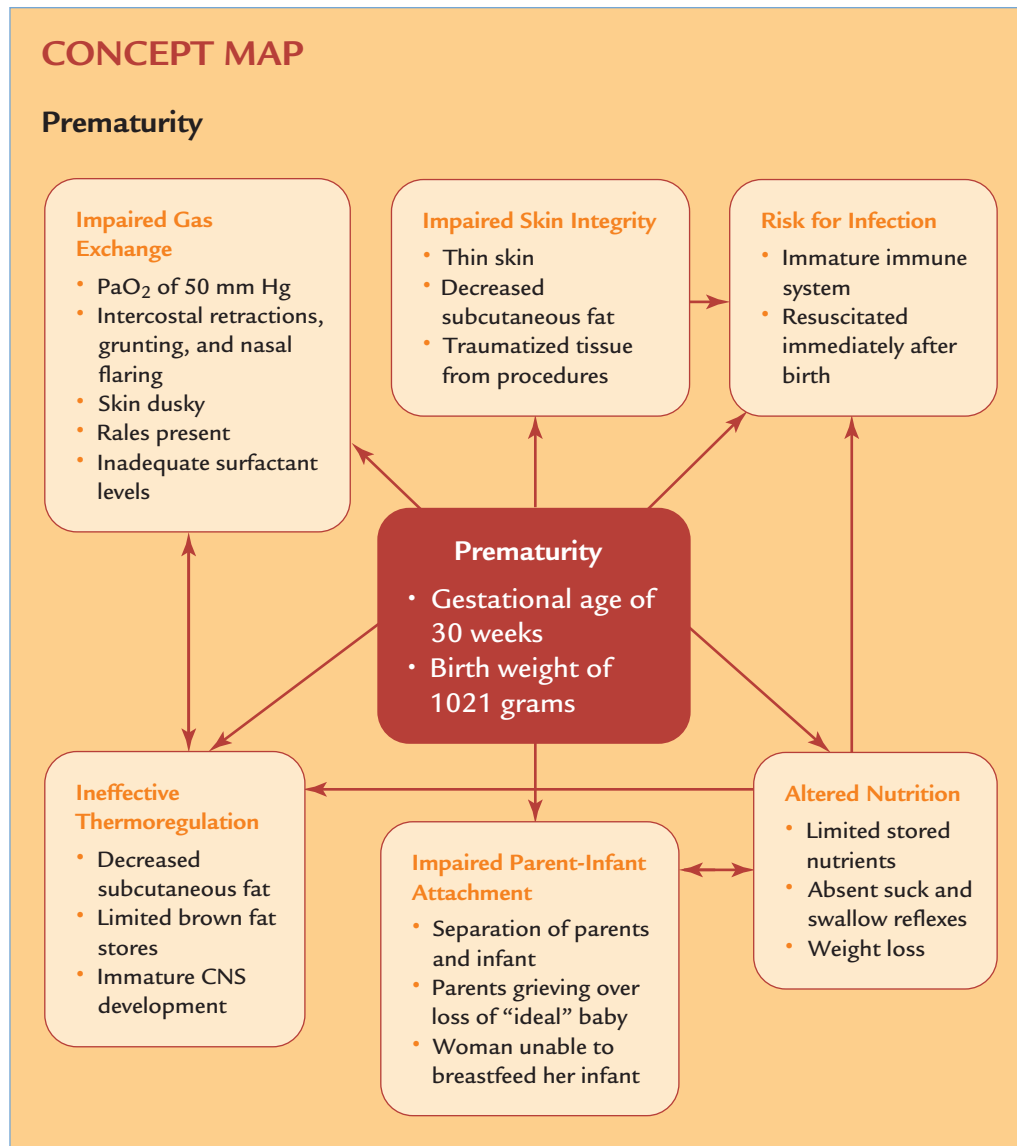 CONCEPT MAP
Prematurity
Impaired Gas
Exchange
• PaO₂ of 50 mm Hg
• Intercostal retractions,
grunting, and nasal
flaring
• Skin dusky
• Rales present
• Inadequate surfactant
levels
Impaired Skin Integrity
• Thin skin
• Decreased
subcutaneous fat
• Traumatized tissue
from procedures
Risk for Infection
• Immature immune
system
• Resuscitated
immediately after
birth
Prematurity
• Gestational age of
30 weeks
• Birth weight of
1021 grams
Ineffective
Thermoregulation
• Decreased
subcutaneous fat
• Limited brown fat
stores
• Immature CNS
development
Impaired Parent-Infant
Attachment
• Separation of parents
and infant
• Parents grieving over
loss of “ideal” baby
• Woman unable to
breastfeed her infant
Altered Nutrition
• Limited stored
nutrients
• Absent suck and
swallow reflexes
• Weight loss